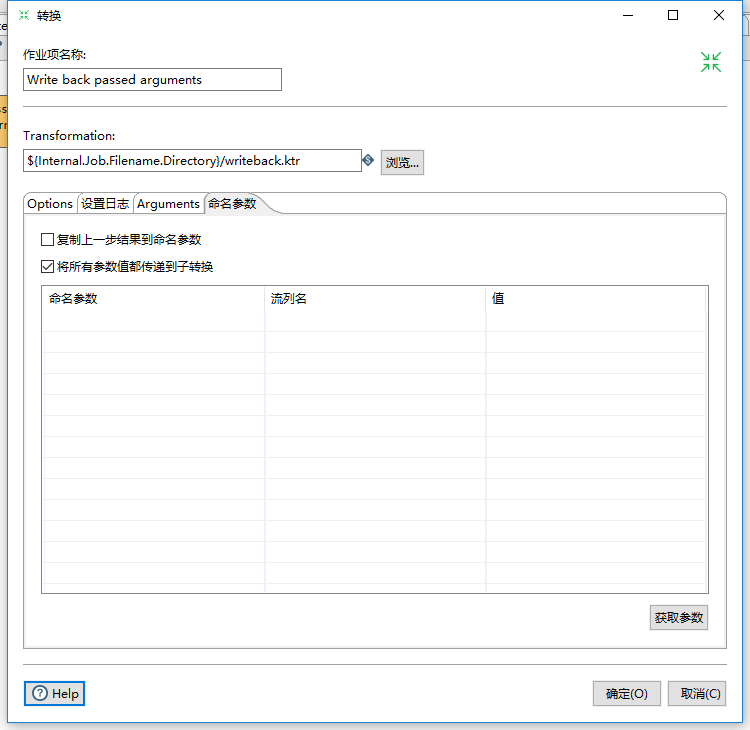 转换
作业项名称:
Write back passed arguments
Transformation:
${Internal.Job.Filename.Directory}/writeback.ktr
浏览...
Options 设置日志 Arguments 命名参数
复制上一步结果到命名参数
将所有参数值都传递到子转换
命名参数 流列名 值
获取参数
Help 确定(O) 取消(C)